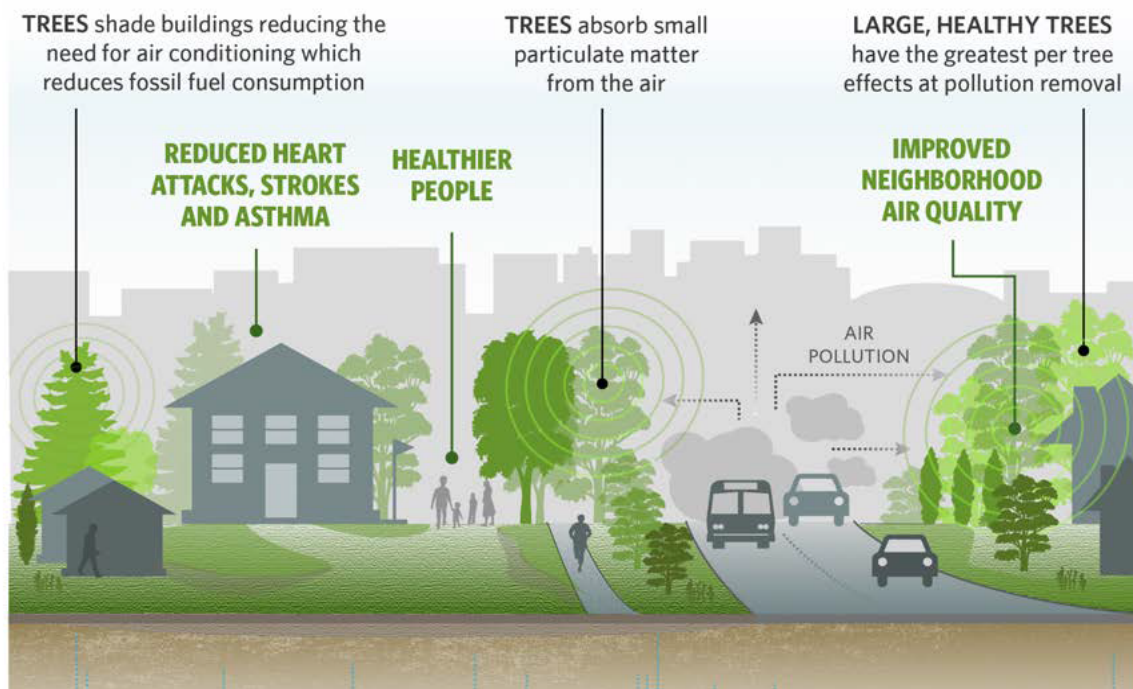 TREES shade buildings reducing the
need for air conditioning which
reduces fossil fuel consumption
TREES absorb small
particulate matter
from the air
LARGE, HEALTHY TREES
have the greatest per tree
effects at pollution removal
REDUCED HEART
ATTACKS, STROKES
AND ASTHMA
HEALTHIER
PEOPLE
IMPROVED
NEIGHBORHOOD
AIR QUALITY
AIR
POLLUTION